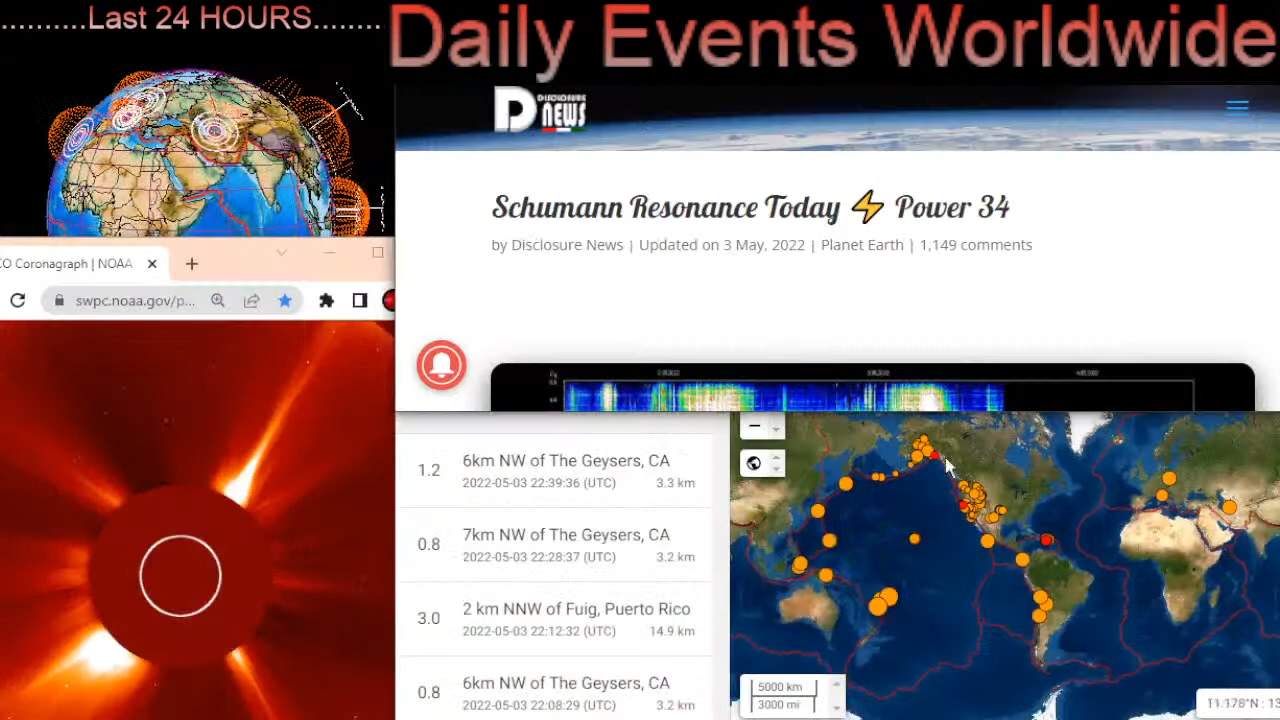 ..........Last 24 HOURS........
Daily Events Worldwide
DISCLOSURE
NEWS
Schumann Resonance Today ⚡ Power 34
by Disclosure News | Updated on 3 May, 2022 | Planet Earth | 1,149 comments
CO Coronagraph | NOAA
swpc.noaa.gov/p...
1.2
6km NW of The Geysers, CA
2022-05-03 22:39:36 (UTC) 3.3 km
0.8
7km NW of The Geysers, CA
2022-05-03 22:28:37 (UTC) 3.2 km
3.0
2 km NNW of Fuig, Puerto Rico
2022-05-03 22:12:32 (UTC) 14.9 km
0.8
6km NW of The Geysers, CA
2022-05-03 22:08:29 (UTC) 3.2 km
5000 km
3000 mi
11.178°N : 13